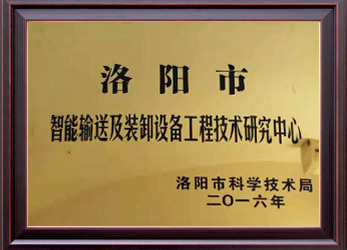 洛阳市
智能输送及装卸设备工程技术研究中心
洛阳市科学技术局
二〇一六年